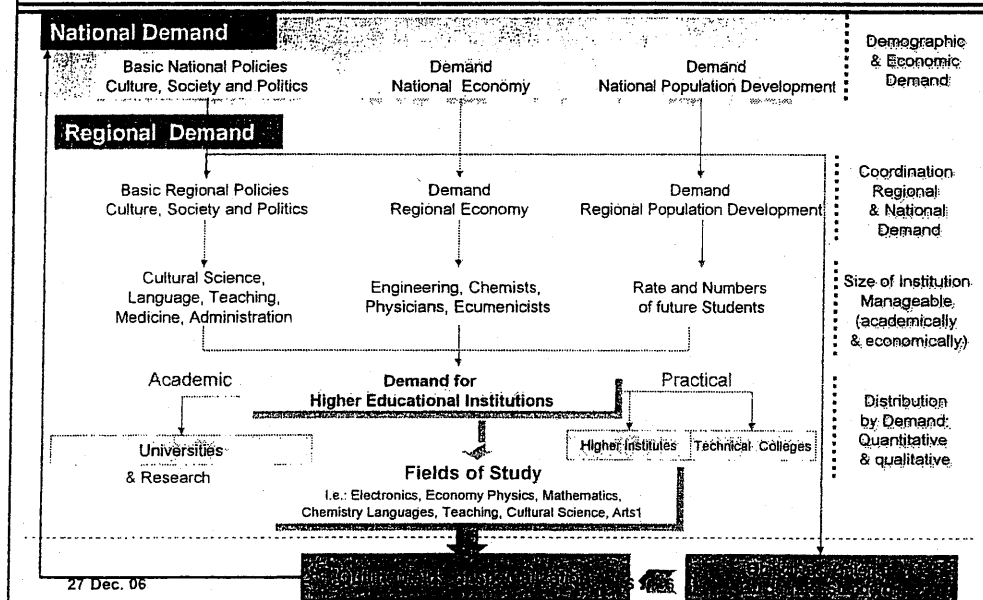 National Demand
Basic National Policies
Culture, Society and Politics
Demand
National Economy
Demand
National Population Development
Demographic
& Economic
Demand
Regional Demand
Basic Regional Policies
Culture, Society and Politics
Demand
Regional Economy
Demand
Regional Population Development
Coordination
Regional
& National
Demand
Cultural Science,
Language, Teaching,
Medicine, Administration
Engineering, Chemists,
Physicians, Ecumenicists
Rate and Numbers
of future Students
Size of Institution
Manageable
(academically
& economically)
Academic
Demand for
Higher Educational Institutions
Practical
Universities
& Research
Higher Institutes
Technical Colleges
Distribution
by Demand:
Quantitative
& qualitative
Fields of Study
I.e.: Electronics, Economy Physics, Mathematics,
Chemistry Languages, Teaching, Cultural Science, Arts1
27 Dec. 06